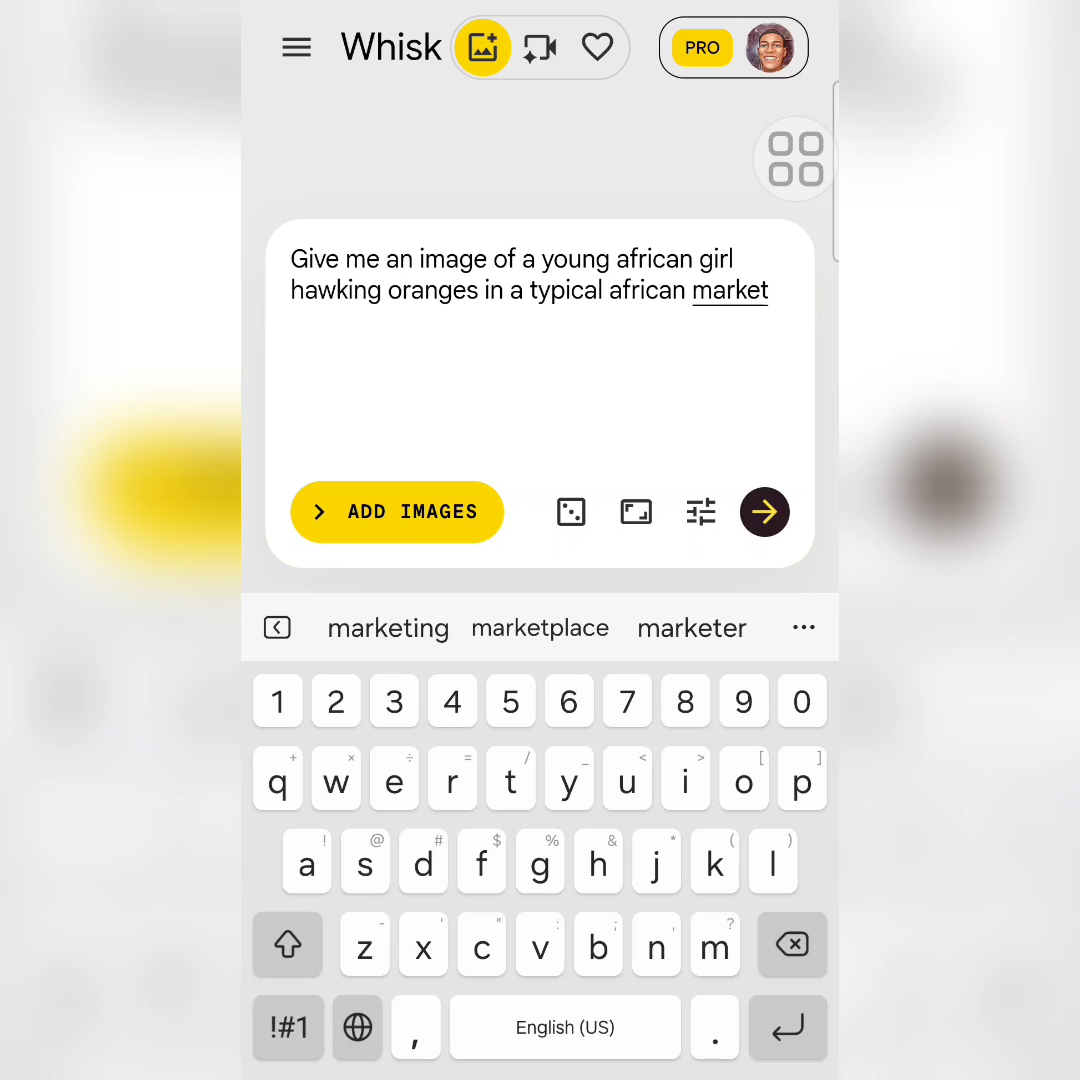 Whisk
PRO
Give me an image of a young african girl
hawking oranges in a typical african market
ADD IMAGES
marketing marketplace marketer ...
1 2 3 4 5 6 7 8 9 0
+ × ÷ = / _ < > [ ]
q w e r t y u i o p
! @ # $ % & * ( )
a s d f g h j k l
- ' " : ; , ?
z x c v b n m
!#1 , English (US) .